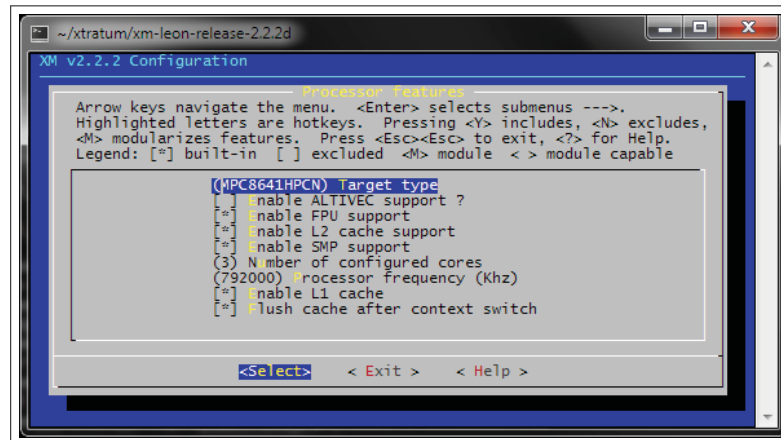 ~/xtratum/xm-leon-release-2.2.2d
XM v2.2.2 Configuration
Processor features
Arrow keys navigate the menu. <Enter> selects submenus --->.
Highlighted letters are hotkeys. Pressing <Y> includes, <N> excludes,
<M> modularizes features. Press <Esc><Esc> to exit, <?> for Help.
Legend: [*] built-in [ ] excluded <M> module < > module capable
(MPC8641HPCN) Target type
[ ] Enable ALTIVEC support ?
[*] Enable FPU support
[*] Enable L2 cache support
[*] Enable SMP support
(3) Number of configured cores
(792000) Processor frequency (Khz)
[*] Enable L1 cache
[*] Flush cache after context switch
<Select> < Exit > < Help >